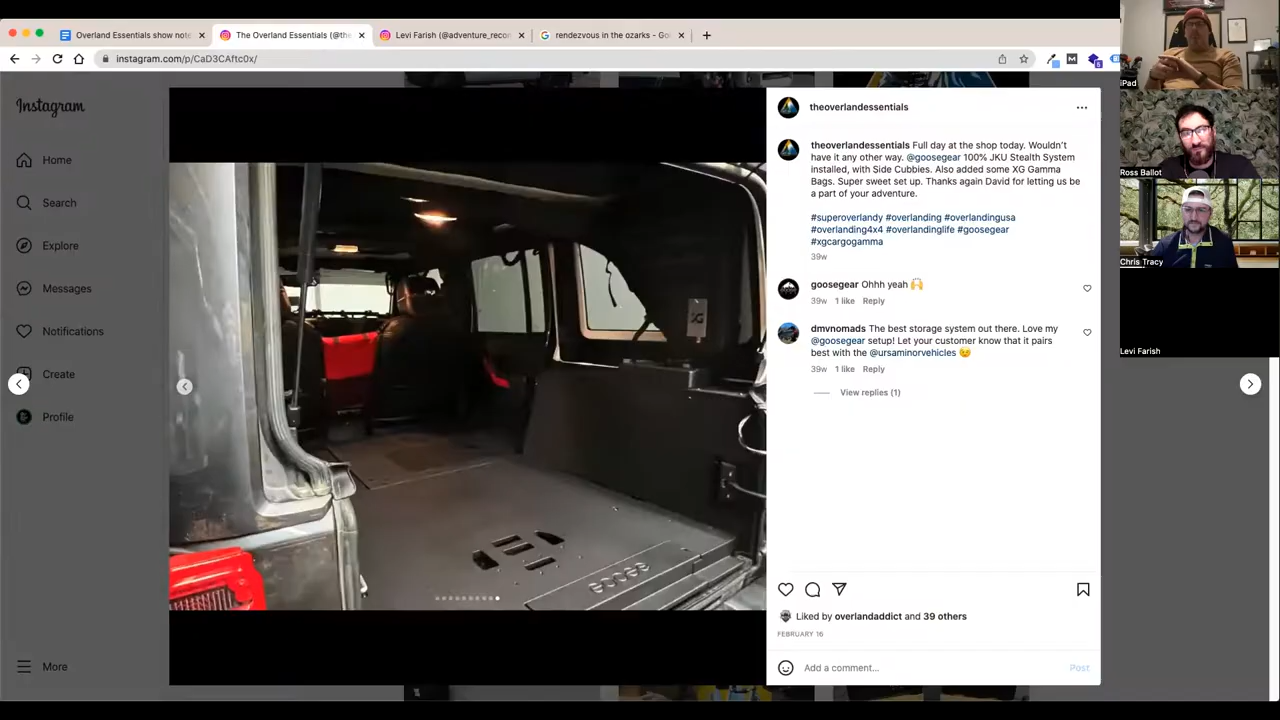 Overland Essentials show note
The Overland Essentials (@the
Levi Farish (@adventure_recon
rendezvous in the ozarks - Go
instagram.com/p/CaD3CAftc0x/
Instagram
Home
Search
Explore
Messages
Notifications
Create
Profile
More
XG
goose
theoverlandessentials
theoverlandessentials Full day at the shop today. Wouldn't
have it any other way. @goosegear 100% JKU Stealth System
installed, with Side Cubbies. Also added some XG Gamma
Bags. Super sweet set up. Thanks again David for letting us be
a part of your adventure.
#superoverlandy #overlanding #overlandingusa
#overlanding4x4 #overlandinglife #goosegear
#xgcargogamma
39w
goosegear Ohhh yeah 🙌
39w 1 like Reply
dmvnomads The best storage system out there. Love my
@goosegear setup! Let your customer know that it pairs
best with the @ursaminorvehicles 😉
39w 1 like Reply
View replies (1)
Liked by overlandaddict and 39 others
FEBRUARY 16
Add a comment...
Post
iPad
Ross Ballot
Chris Tracy
Levi Farish